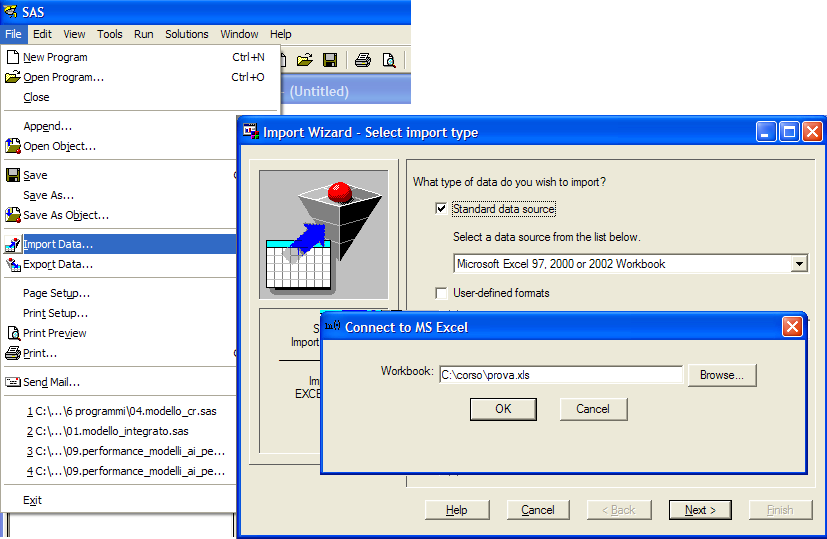 SAS
File Edit View Tools Run Solutions Window Help
New Program Ctrl+N
Open Program... Ctrl+O
Close
- (Untitled)
Append...
Open Object...
Save
Save As...
Save As Object...
Import Data...
Export Data...
Page Setup...
Print Setup...
Print Preview
Print...
Send Mail...
1 C:\...\6 programmi\04.modello_cr.sas
2 C:\...\01.modello_integrato.sas
3 C:\...\09.performance_modelli_ai_pe...
4 C:\...\09.performance_modelli_ai_pe...
Exit
Import Wizard - Select import type
What type of data do you wish to import?
Standard data source
Select a data source from the list below.
Microsoft Excel 97, 2000 or 2002 Workbook
User-defined formats
Import
EXCE
Connect to MS Excel
Workbook: C:\corso\prova.xls Browse...
OK Cancel
Help Cancel < Back Next > Finish